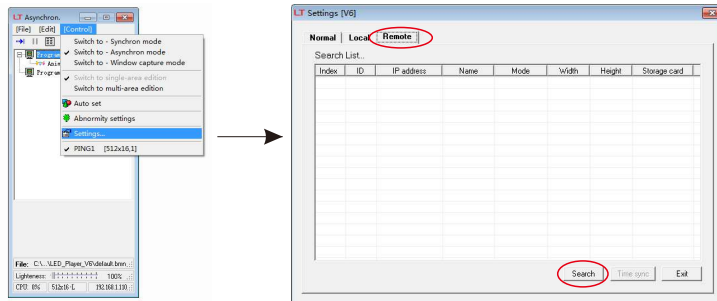 LT Asynchron.
[File] [Edit] [Control]
Switch to - Synchron mode
Switch to - Asynchron mode
Switch to - Window capture mode
Switch to single-area edition
Switch to multi-area edition
Auto set
Abnormity settings
Settings...
PING1 [512x16,1]
Program
Program
File: C:\...\LED_Player_V6\default.bmn
Lighteness: 100%
CPU: 0% 512x16-L 192.168.1.110
LT Settings [V6]
Normal Local Remote
Search List...
Index ID IP address Name Mode Width Height Storage card
Search Time sync Exit